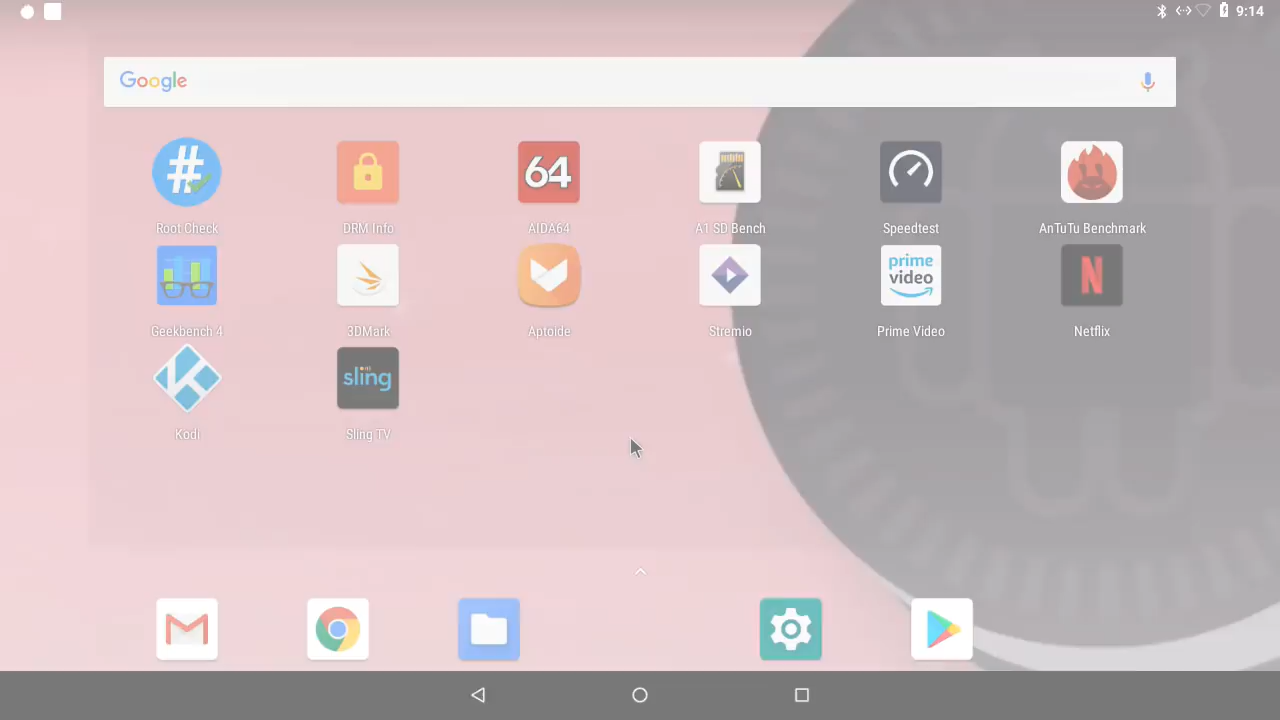 9:14
Google
#
64
Root Check
DRM Info
AIDA64
A1 SD Bench
Speedtest
AnTuTu Benchmark
prime
video
N
Geekbench 4
3DMark
Aptoide
Stremio
Prime Video
Netflix
sling
Kodi
Sling TV